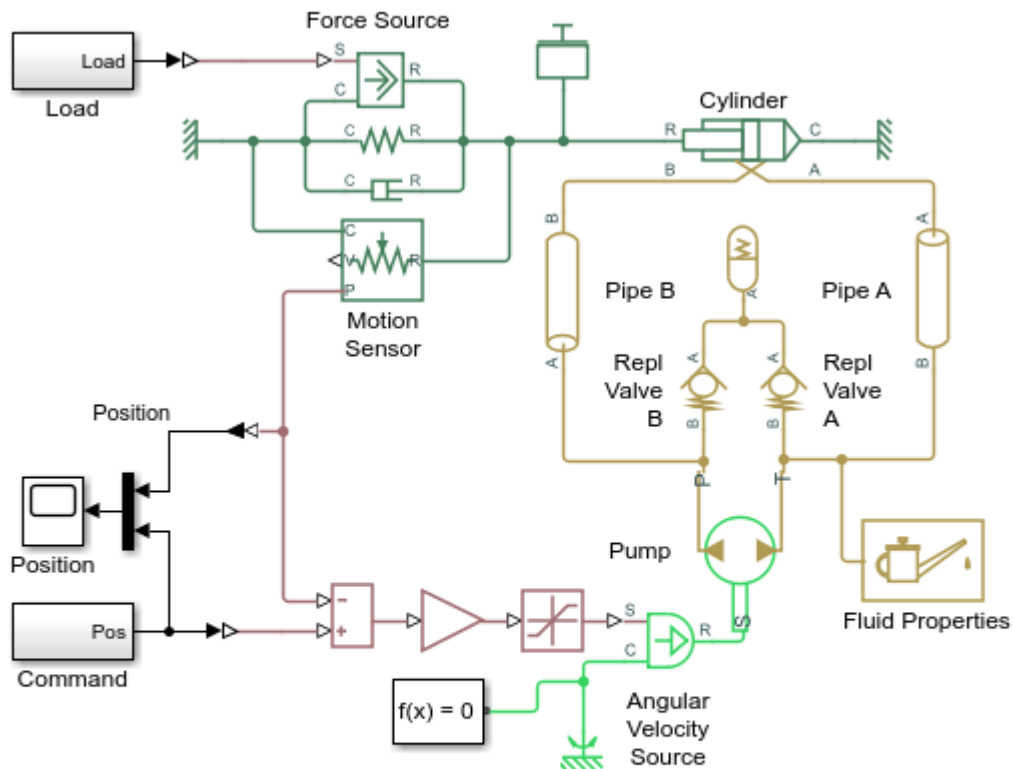 Force Source
Load
Load
S
R
C
Cylinder
C
R
R
C
C
R
B
A
C
V
R
P
B
A
Motion
Sensor
Pipe B
Pipe A
A
A
B
Repl
Valve
B
A
A
Repl
Valve
A
B
B
Position
P
T
Position
Pump
Fluid Properties
Pos
Command
-
+
S
R
C
S
f(x) = 0
Angular
Velocity
Source